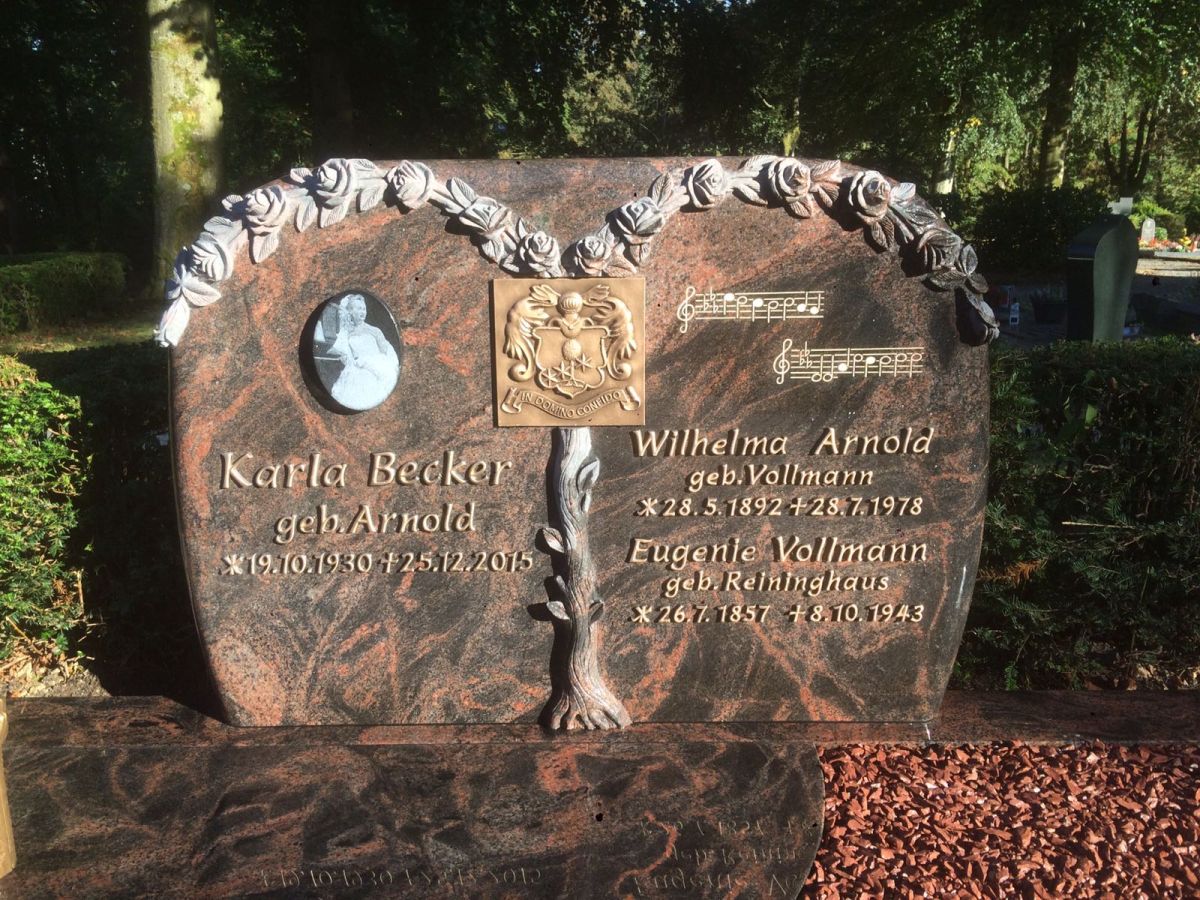 IN DOMINO CONFIDO
Karla Becker
geb. Arnold
*19.10.1930 †25.12.2015
Wilhelma Arnold
geb. Vollmann
*28.5.1892 †28.7.1978
Eugenie Vollmann
geb. Reininghaus
*26.7.1857 †8.10.1943